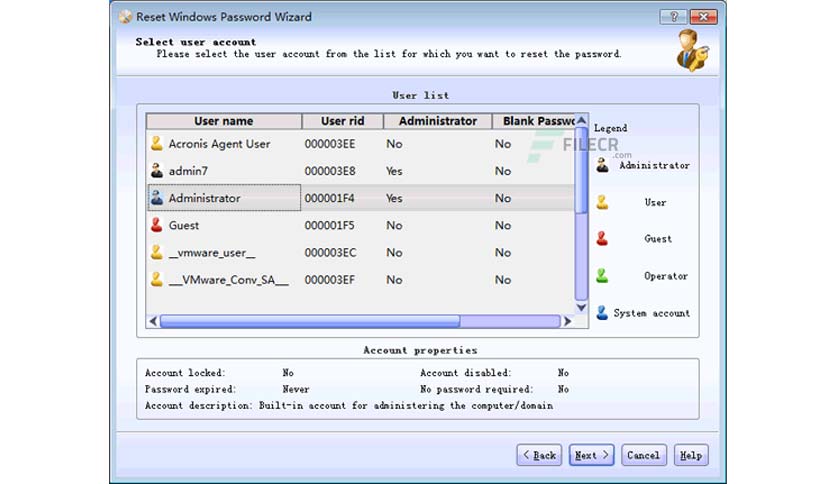 Reset Windows Password Wizard
Select user account
Please select the user account from the list for which you want to reset the password.
User list
User name User rid Administrator Blank Passwo
Acronis Agent User 000003EE No No
admin7 000003E8 Yes No
Administrator 000001F4 Yes No
Guest 000001F5 No No
__vmware_user__ 000003EC No No
___VMware_Conv_SA___ 000003EF No No
Legend
FILECR
.com
Administrator
User
Guest
Operator
System account
Account properties
Account locked: No Account disabled: No
Password expired: Never No password required: No
Account description: Built-in account for administering the computer/domain
< Back Next > Cancel Help